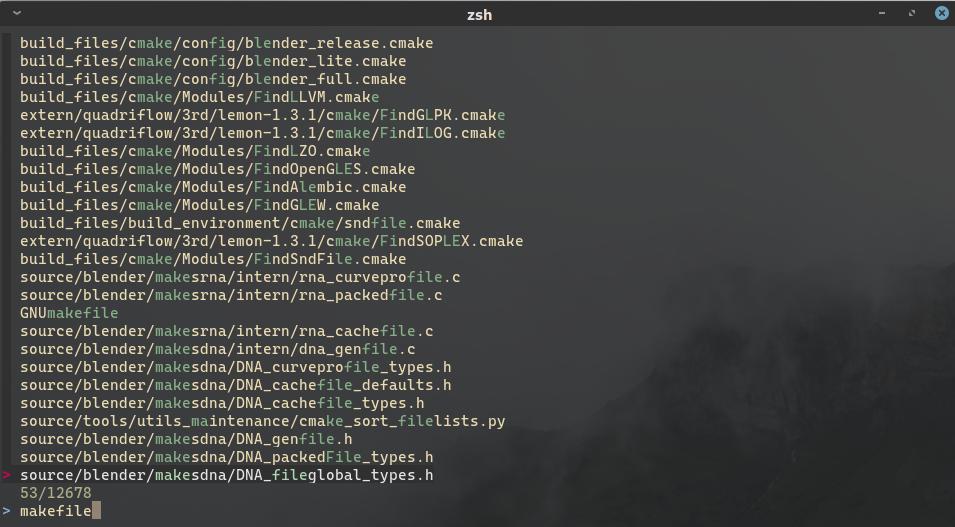 zsh
build_files/cmake/config/blender_release.cmake
build_files/cmake/config/blender_lite.cmake
build_files/cmake/config/blender_full.cmake
build_files/cmake/Modules/FindLLVM.cmake
extern/quadriflow/3rd/lemon-1.3.1/cmake/FindGLPK.cmake
extern/quadriflow/3rd/lemon-1.3.1/cmake/FindILOG.cmake
build_files/cmake/Modules/FindLZO.cmake
build_files/cmake/Modules/FindOpenGLES.cmake
build_files/cmake/Modules/FindAlembic.cmake
build_files/cmake/Modules/FindGLEW.cmake
build_files/build_environment/cmake/sndfile.cmake
extern/quadriflow/3rd/lemon-1.3.1/cmake/FindSOPLEX.cmake
build_files/cmake/Modules/FindSndFile.cmake
source/blender/makesrna/intern/rna_curveprofile.c
source/blender/makesrna/intern/rna_packedfile.c
GNUmakefile
source/blender/makesrna/intern/rna_cachefile.c
source/blender/makesdna/intern/dna_genfile.c
source/blender/makesdna/DNA_curveprofile_types.h
source/blender/makesdna/DNA_cachefile_defaults.h
source/blender/makesdna/DNA_cachefile_types.h
source/tools/utils_maintenance/cmake_sort_filelists.py
source/blender/makesdna/DNA_genfile.h
source/blender/makesdna/DNA_packedFile_types.h
> source/blender/makesdna/DNA_fileglobal_types.h
53/12678
> makefile